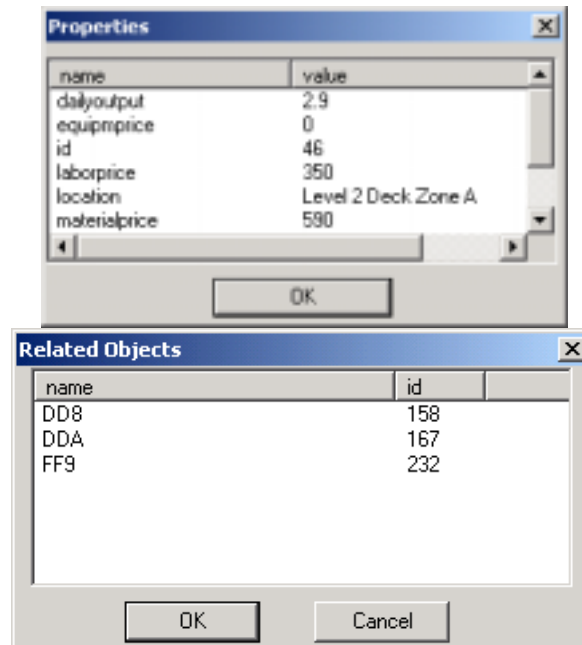 Properties
name value
dailyoutput 2.9
equipmprice 0
id 46
laborprice 350
location Level 2 Deck Zone A
materialprice 590
OK
Related Objects
name id
DD8 158
DDA 167
FF9 232
OK Cancel